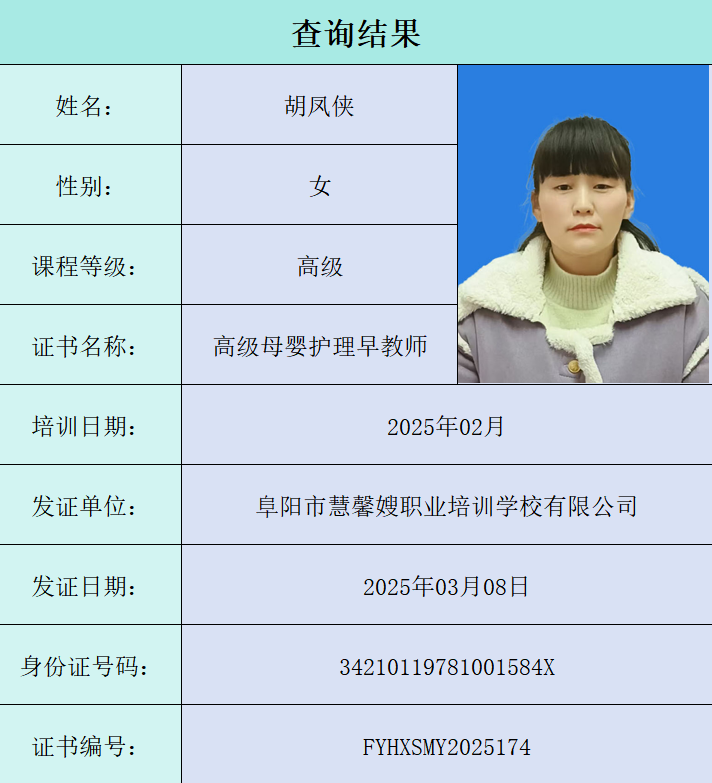 查询结果
姓名： 胡凤侠
性别： 女
课程等级： 高级
证书名称： 高级母婴护理早教师
培训日期： 2025年02月
发证单位： 阜阳市慧馨嫂职业培训学校有限公司
发证日期： 2025年03月08日
身份证号码： 34210119781001584X
证书编号： FYHXSMY2025174